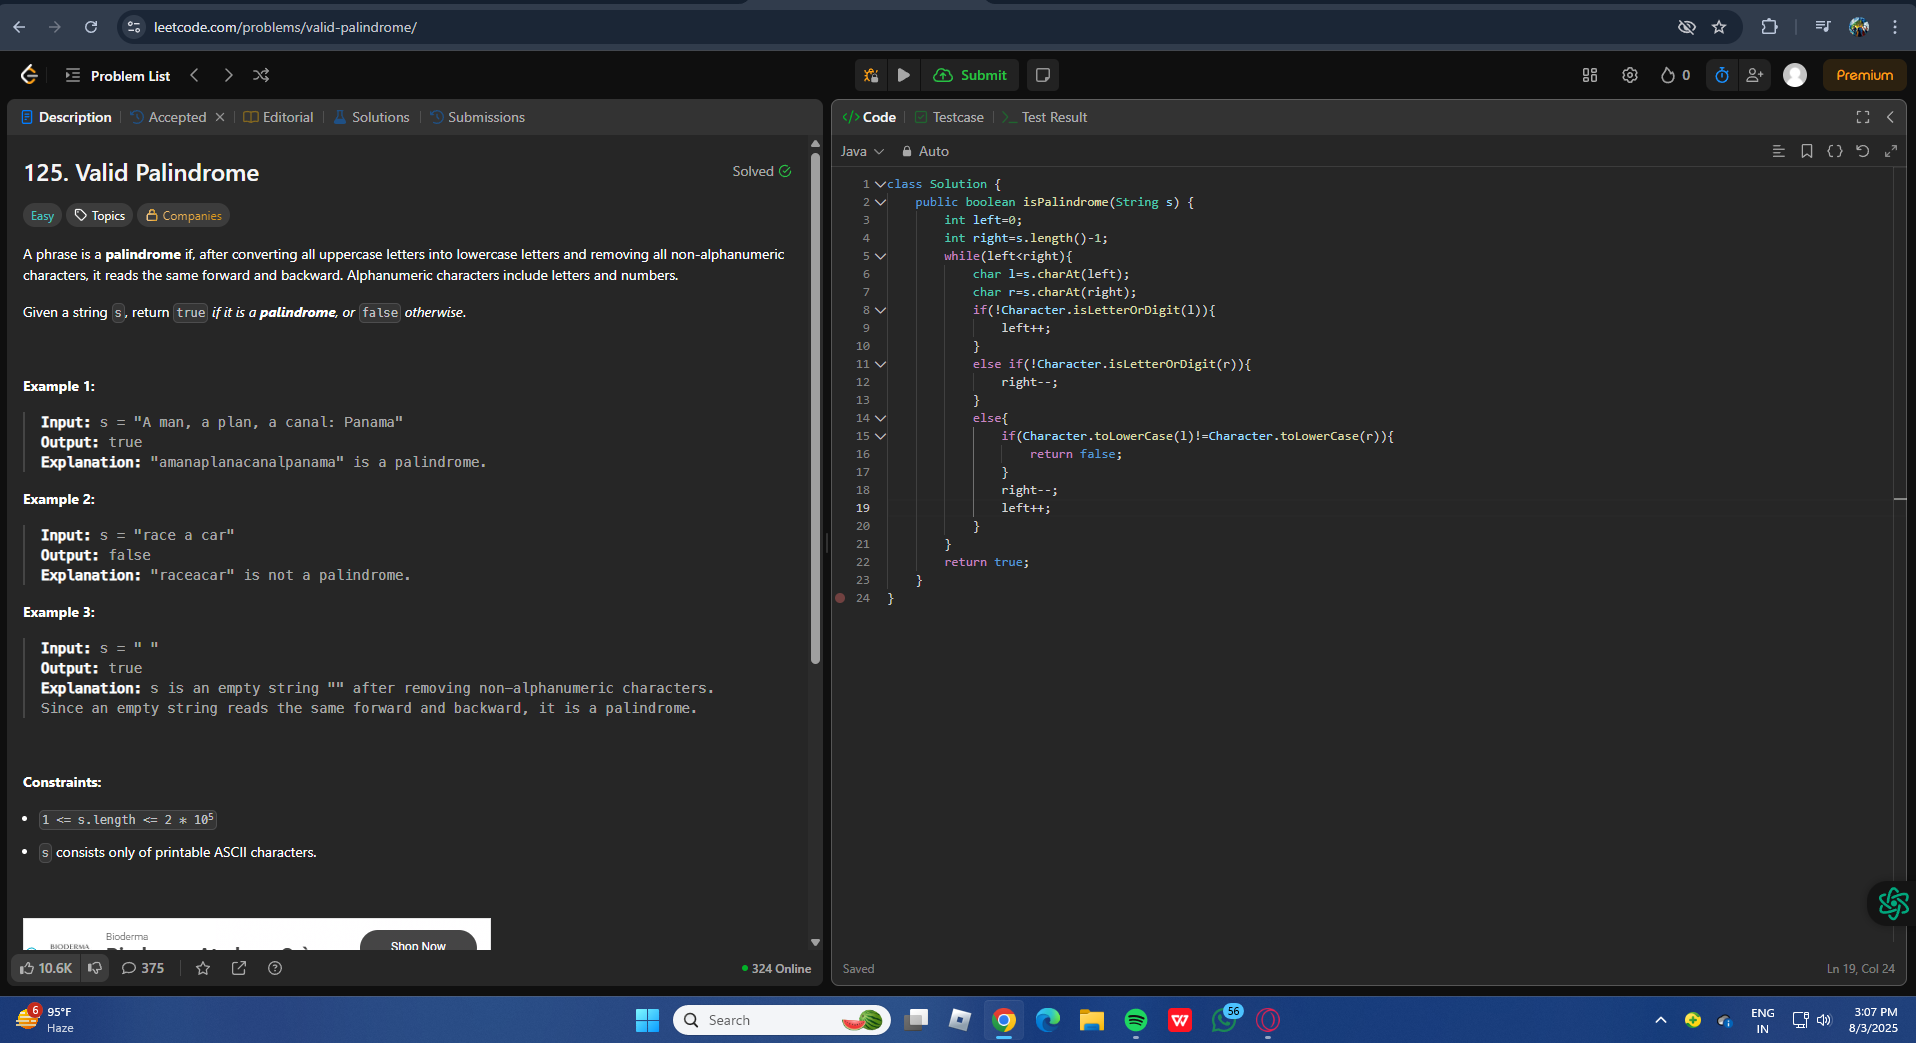 leetcode.com/problems/valid-palindrome/
Problem List
Submit
0
Premium
Description
Accepted
Editorial
Solutions
Submissions
125. Valid Palindrome
Solved
Easy
Topics
Companies
A phrase is a palindrome if, after converting all uppercase letters into lowercase letters and removing all non-alphanumeric
characters, it reads the same forward and backward. Alphanumeric characters include letters and numbers.
Given a string s, return true if it is a palindrome, or false otherwise.
Example 1:
Input: s = "A man, a plan, a canal: Panama"
Output: true
Explanation: "amanaplanacanalpanama" is a palindrome.
Example 2:
Input: s = "race a car"
Output: false
Explanation: "raceacar" is not a palindrome.
Example 3:
Input: s = " "
Output: true
Explanation: s is an empty string "" after removing non-alphanumeric characters.
Since an empty string reads the same forward and backward, it is a palindrome.
Constraints:
1 <= s.length <= 2 * 10⁵
s consists only of printable ASCII characters.
Bioderma
BIODERMA
Shop Now
10.6K
375
324 Online
</> Code
Testcase
Test Result
Java
Auto
1 class Solution {
2 public boolean isPalindrome(String s) {
3 int left=0;
4 int right=s.length()-1;
5 while(left<right){
6 char l=s.charAt(left);
7 char r=s.charAt(right);
8 if(!Character.isLetterOrDigit(l)){
9 left++;
10 }
11 else if(!Character.isLetterOrDigit(r)){
12 right--;
13 }
14 else{
15 if(Character.toLowerCase(l)!=Character.toLowerCase(r)){
16 return false;
17 }
18 right--;
19 left++;
20 }
21 }
22 return true;
23 }
24 }
Saved
Ln 19, Col 24
6
95°F
Haze
Search
W
56
ENG
IN
3:07 PM
8/3/2025